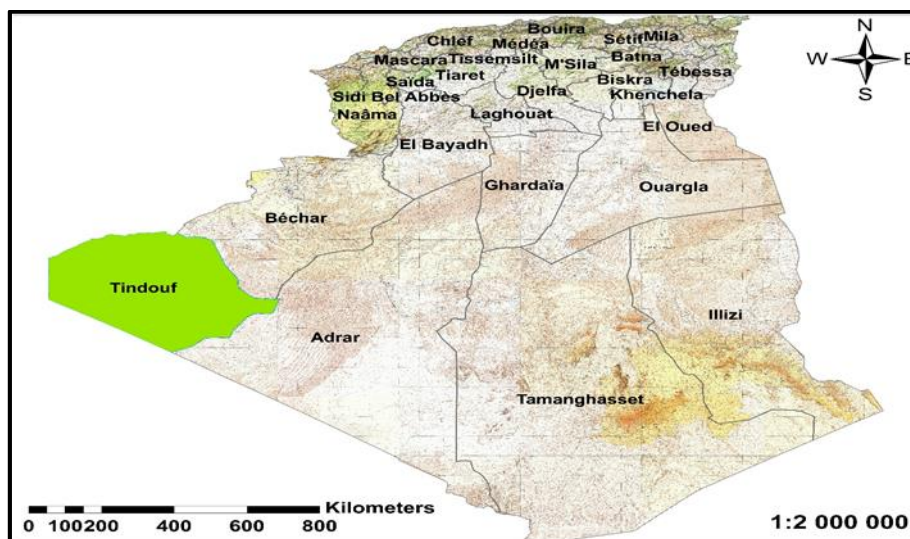 N
W E
S
Bouira
Chlef
Médéa
Sétif
Mila
Mascara
Tissemsilt
M'Sila
Batna
Saïda
Tiaret
Biskra
Tébessa
Sidi Bel Abbès
Djelfa
Khenchela
Naâma
Laghouat
El Oued
El Bayadh
Ghardaïa
Ouargla
Béchar
Tindouf
Adrar
Illizi
Tamanghasset
Kilometers
0 100200 400 600 800
1:2 000 000